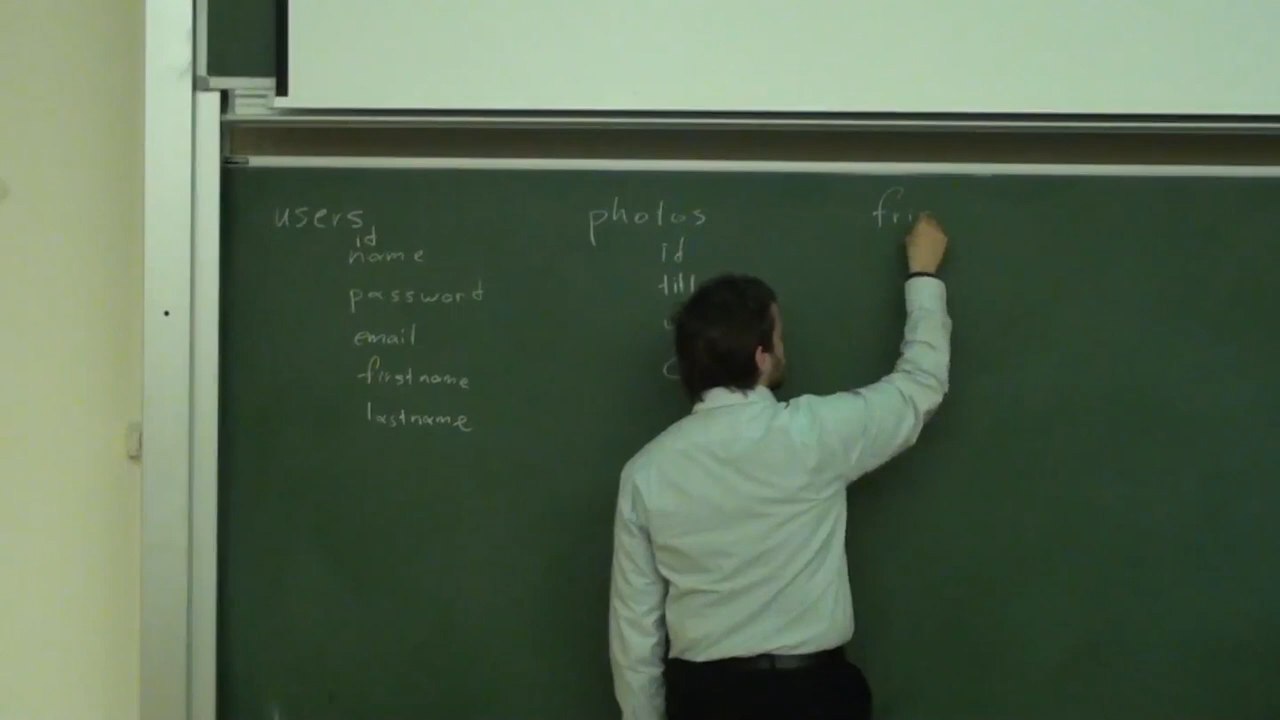 users
id
name
password
email
firstname
lastname
photos
id